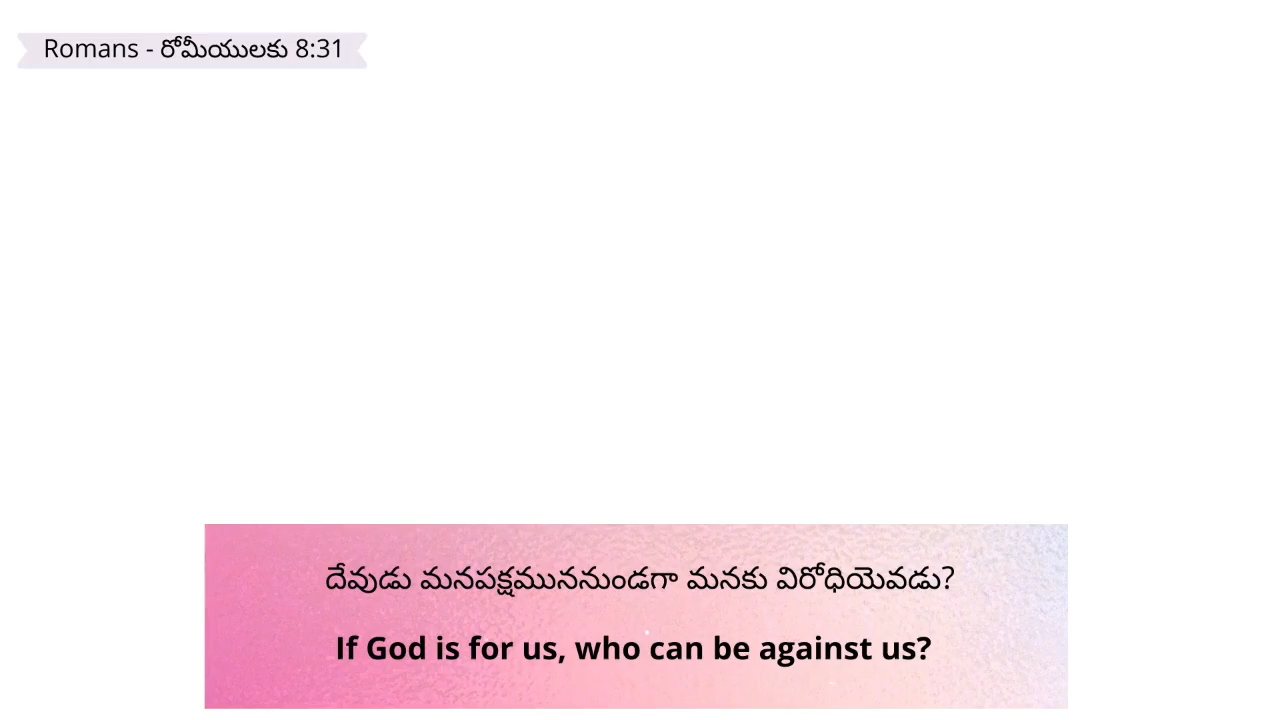 Romans - రోమీయులకు 8:31
దేవుడు మనపక్షముననుండగా మనకు విరోధియెవడు?
If God is for us, who can be against us?